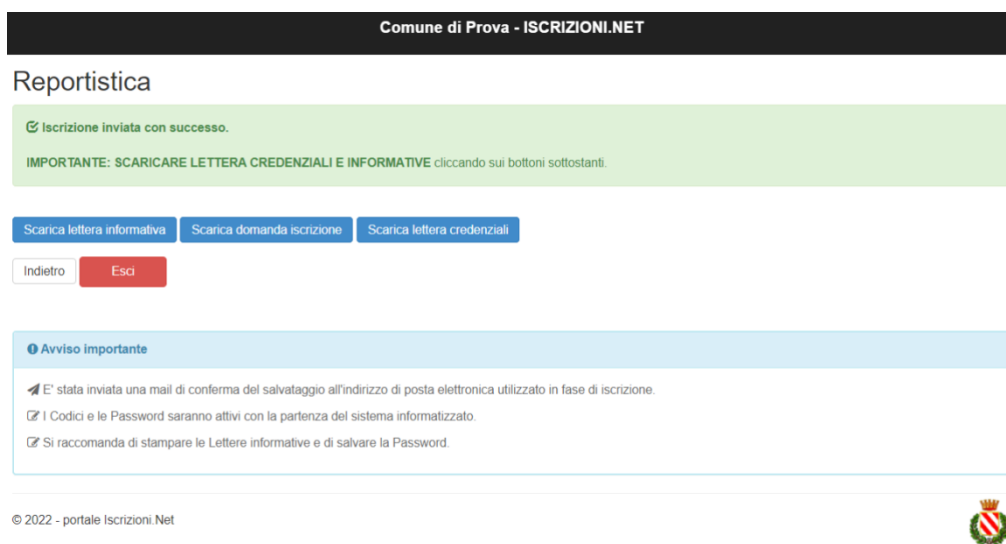 Comune di Prova - ISCRIZIONI.NET
Reportistica
Iscrizione inviata con successo.
IMPORTANTE: SCARICARE LETTERA CREDENZIALI E INFORMATIVE cliccando sui bottoni sottostanti.
Scarica lettera informativa Scarica domanda iscrizione Scarica lettera credenziali
Indietro Esci
Avviso importante
E' stata inviata una mail di conferma del salvataggio all'indirizzo di posta elettronica utilizzato in fase di iscrizione.
I Codici e le Password saranno attivi con la partenza del sistema informatizzato.
Si raccomanda di stampare le Lettere informative e di salvare la Password.
© 2022 - portale Iscrizioni.Net